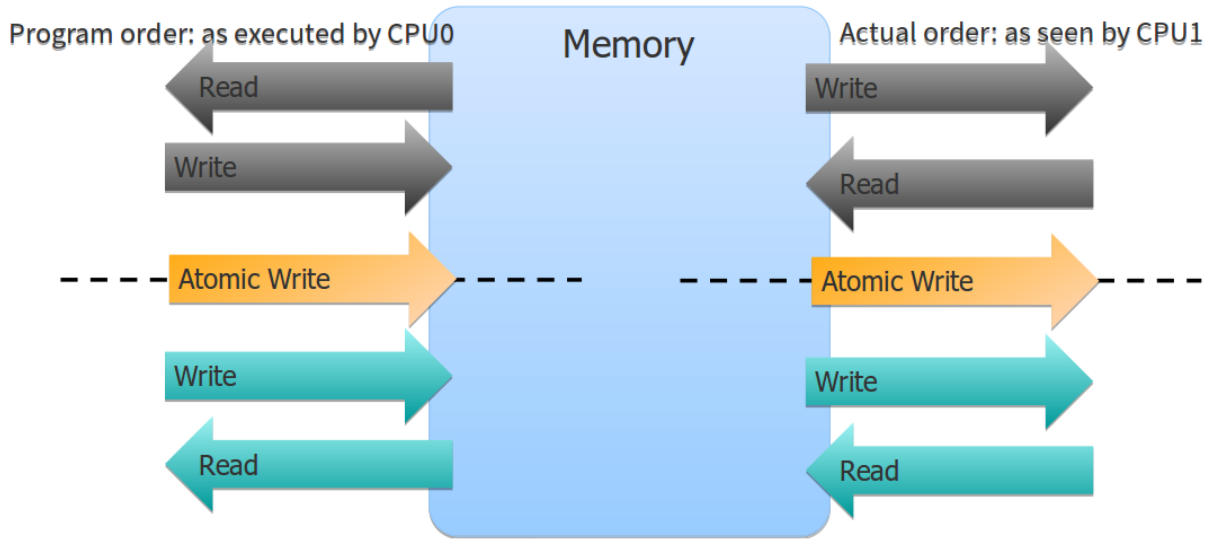 Program order: as executed by CPU0
Memory
Actual order: as seen by CPU1
Read
Write
Write
Read
Atomic Write
Atomic Write
Write
Write
Read
Read